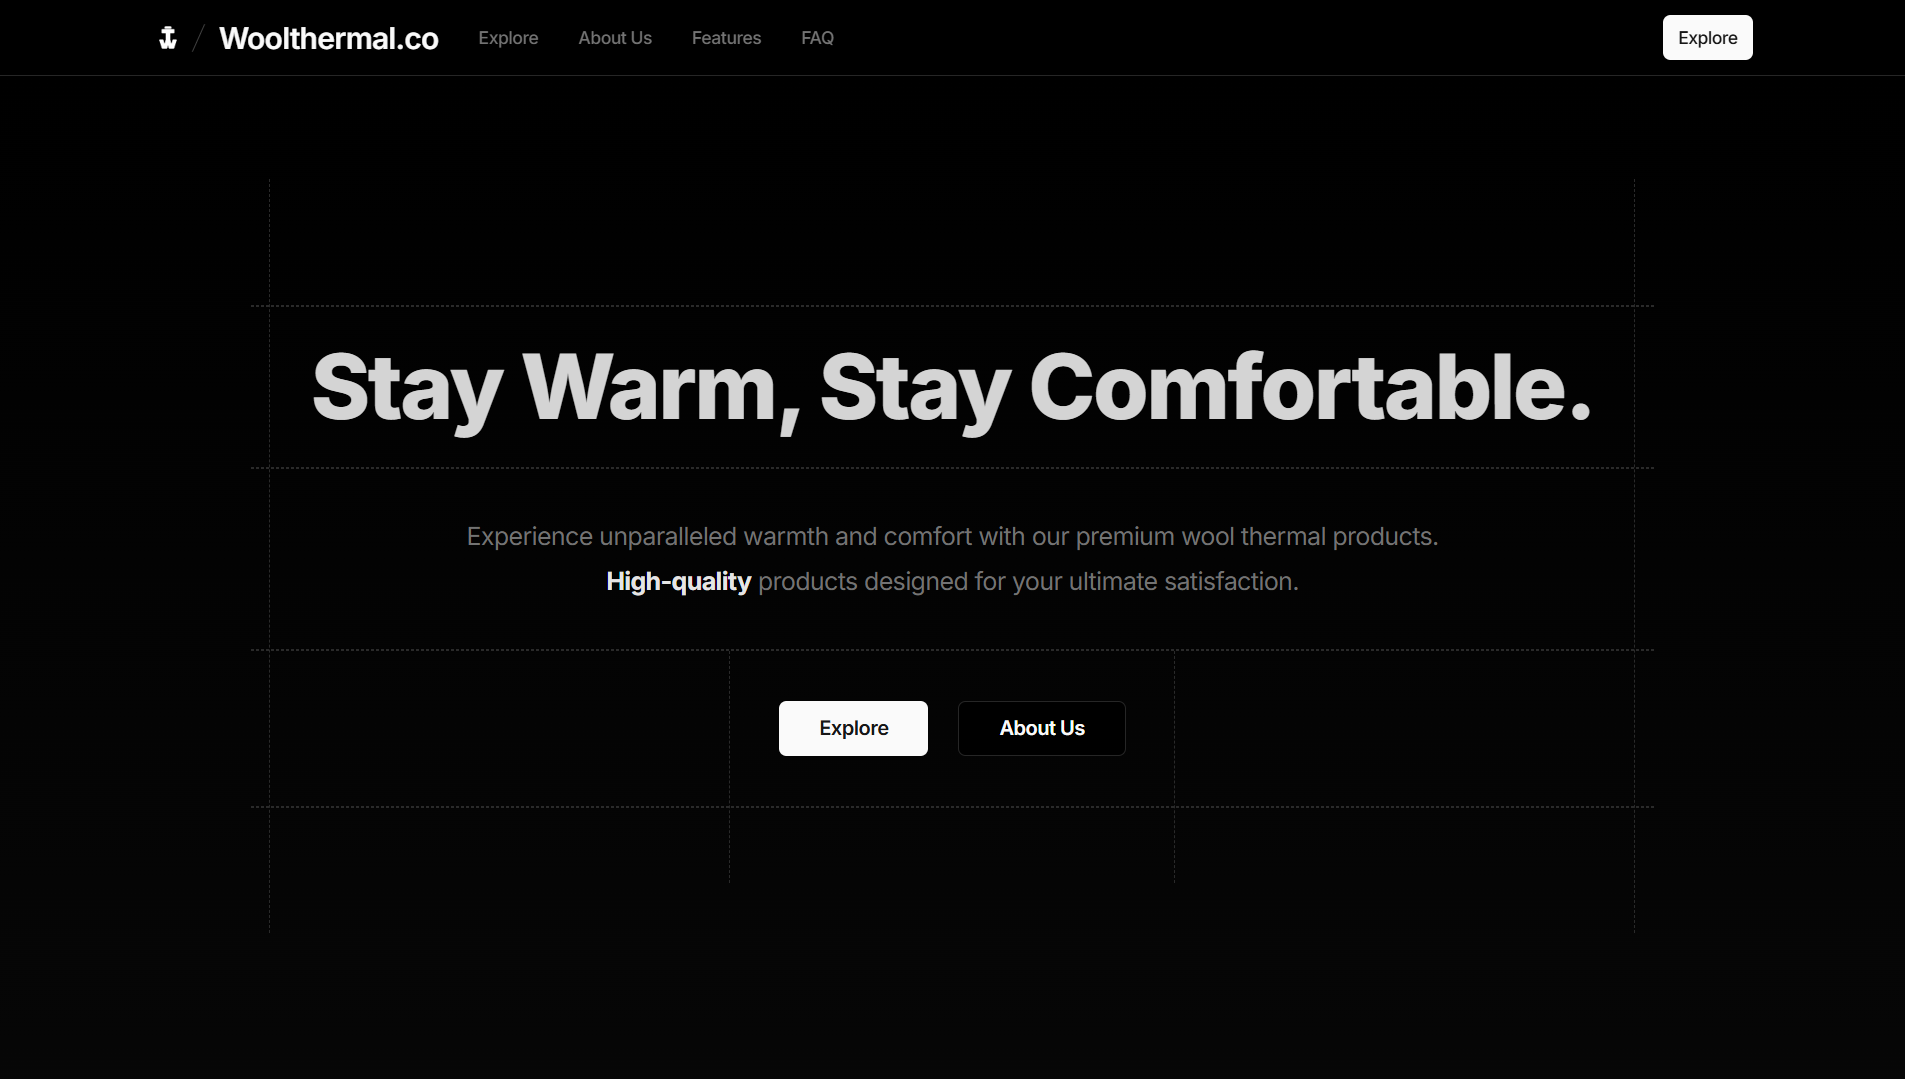 Woolthermal.co
Explore
About Us
Features
FAQ
Explore
Stay Warm, Stay Comfortable.
Experience unparalleled warmth and comfort with our premium wool thermal products.
High-quality products designed for your ultimate satisfaction.
Explore
About Us